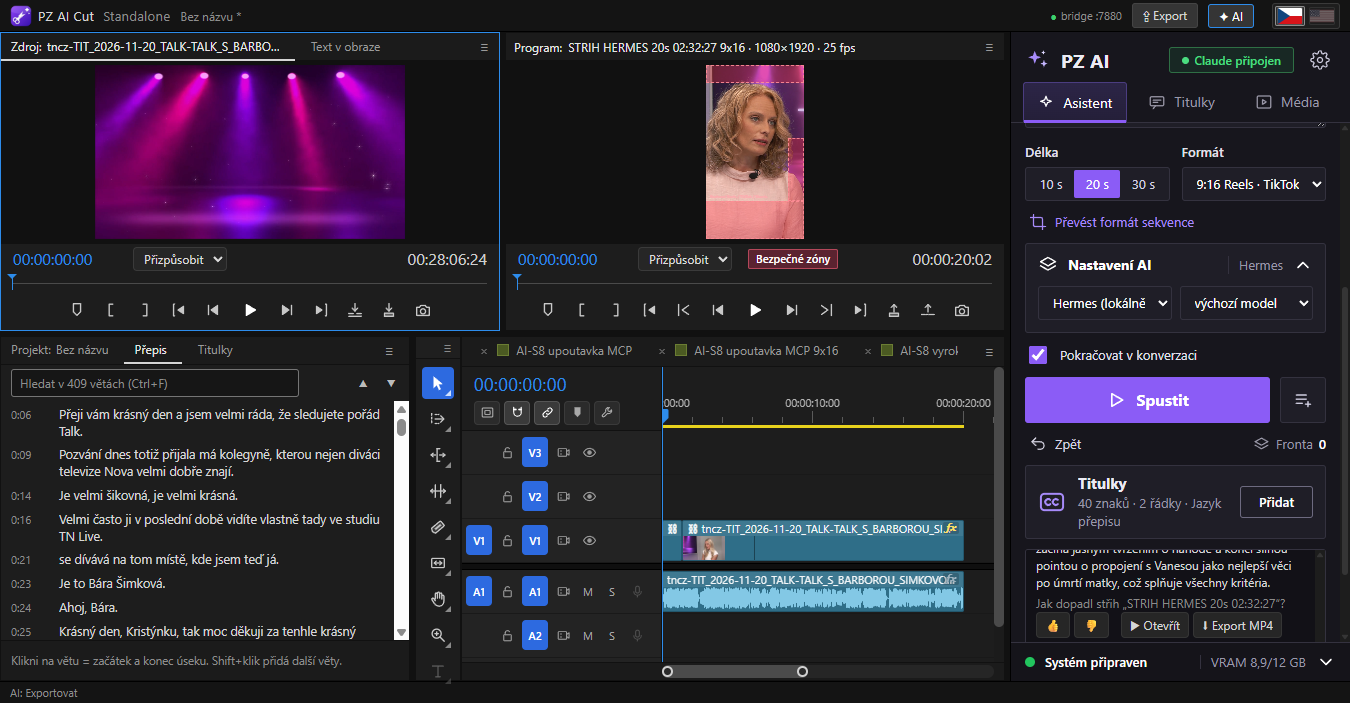 PZ AI Cut Standalone Bez názvu *
bridge :7880
Export
AI
Zdroj: tncz-TIT_2026-11-20_TALK-TALK_S_BARBO...
Text v obraze
00:00:00:00
Přizpůsobit
00:28:06:24
Program: STRIH HERMES 20s 02:32:27 9x16 · 1080×1920 · 25 fps
00:00:00:00
Přizpůsobit
Bezpečné zóny
00:00:20:02
Projekt: Bez názvu
Přepis
Titulky
Hledat v 409 větách (Ctrl+F)
0:06 Přeji vám krásný den a jsem velmi ráda, že sledujete pořád
Talk.
0:09 Pozvání dnes totiž přijala má kolegyně, kterou nejen diváci
televize Nova velmi dobře znají.
0:14 Je velmi šikovná, je velmi krásná.
0:16 Velmi často ji v poslední době vidíte vlastně tady ve studiu
TN Live.
0:21 se dívává na tom místě, kde jsem teď já.
0:23 Je to Bára Šimková.
0:24 Ahoj, Bára.
0:25 Krásný den, Kristýnku, tak moc děkuji za tenhle krásný
Klikni na větu = začátek a konec úseku. Shift+klik přidá další věty.
AI: Exportovat
× AI-S8 upoutavka MCP
× AI-S8 upoutavka MCP 9x16
× AI-S8 vyrok
00:00:00:00
:00:00
00:00:10:00
00:00:20:00
V3
V2
V1 V1
A1 A1 M S
A2 M S
tncz-TIT_2026-11-20_TALK-TALK_S_BARBOROU_SI
fx
tncz-TIT_2026-11-20_TALK-TALK_S_BARBOROU_SIMKOVO
fx
PZ AI
Claude připojen
Asistent
Titulky
Média
Délka
Formát
10 s
20 s
30 s
9:16 Reels · TikTok
Převést formát sekvence
Nastavení AI
Hermes
Hermes (lokálně
výchozí model
Pokračovat v konverzaci
Spustit
Zpět
Fronta 0
CC
Titulky
40 znaků · 2 řádky · Jazyk
přepisu
Přidat
začíná jasným tvrzením o náhodě a končí silnou
pointou o propojení s Vanesou jako nejlepší věci
po úmrtí matky, což splňuje všechny kritéria.
Jak dopadl střih „STRIH HERMES 20s 02:32:27“?
Otevřít
Export MP4
Systém připraven
VRAM 8,9/12 GB